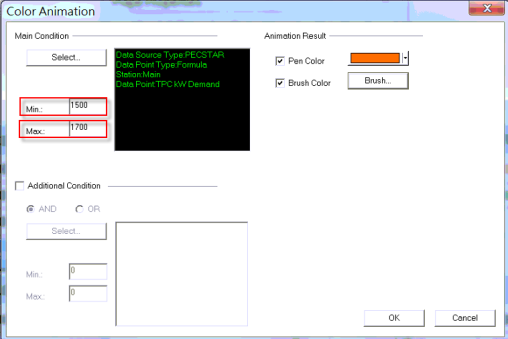 Color Animation
Main Condition
Select...
Data Source Type:PECSTAR
Data Point Type:Formula
Station:Main
Data Point:TPC kW Demand
Min.: 1500
Max.: 1700
Animation Result
Pen Color
Brush Color
Brush...
Additional Condition
AND OR
Select...
Min.: 0
Max.: 0
OK Cancel